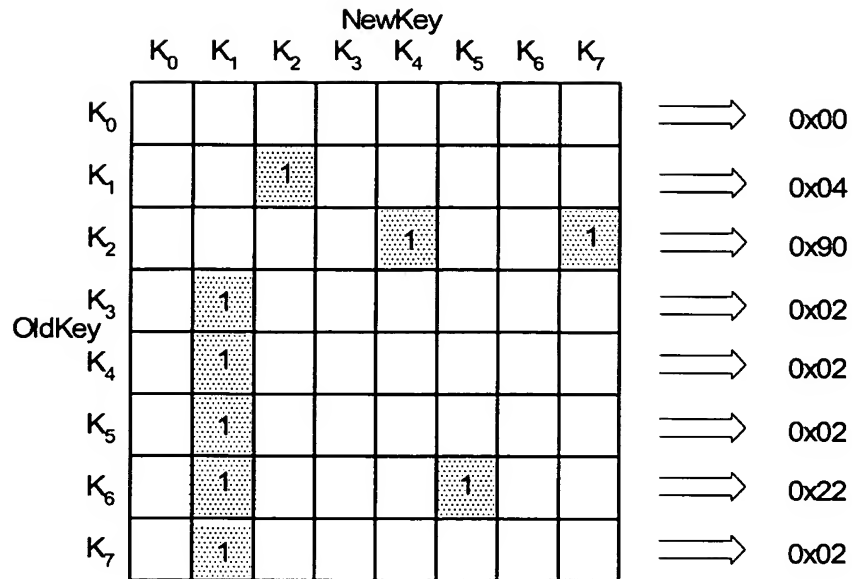 NewKey
K₀ K₁ K₂ K₃ K₄ K₅ K₆ K₇
K₀ 0x00
K₁ 1 0x04
K₂ 1 1 0x90
K₃ 1 0x02
OldKey
K₄ 1 0x02
K₅ 1 0x02
K₆ 1 1 0x22
K₇ 1 0x02